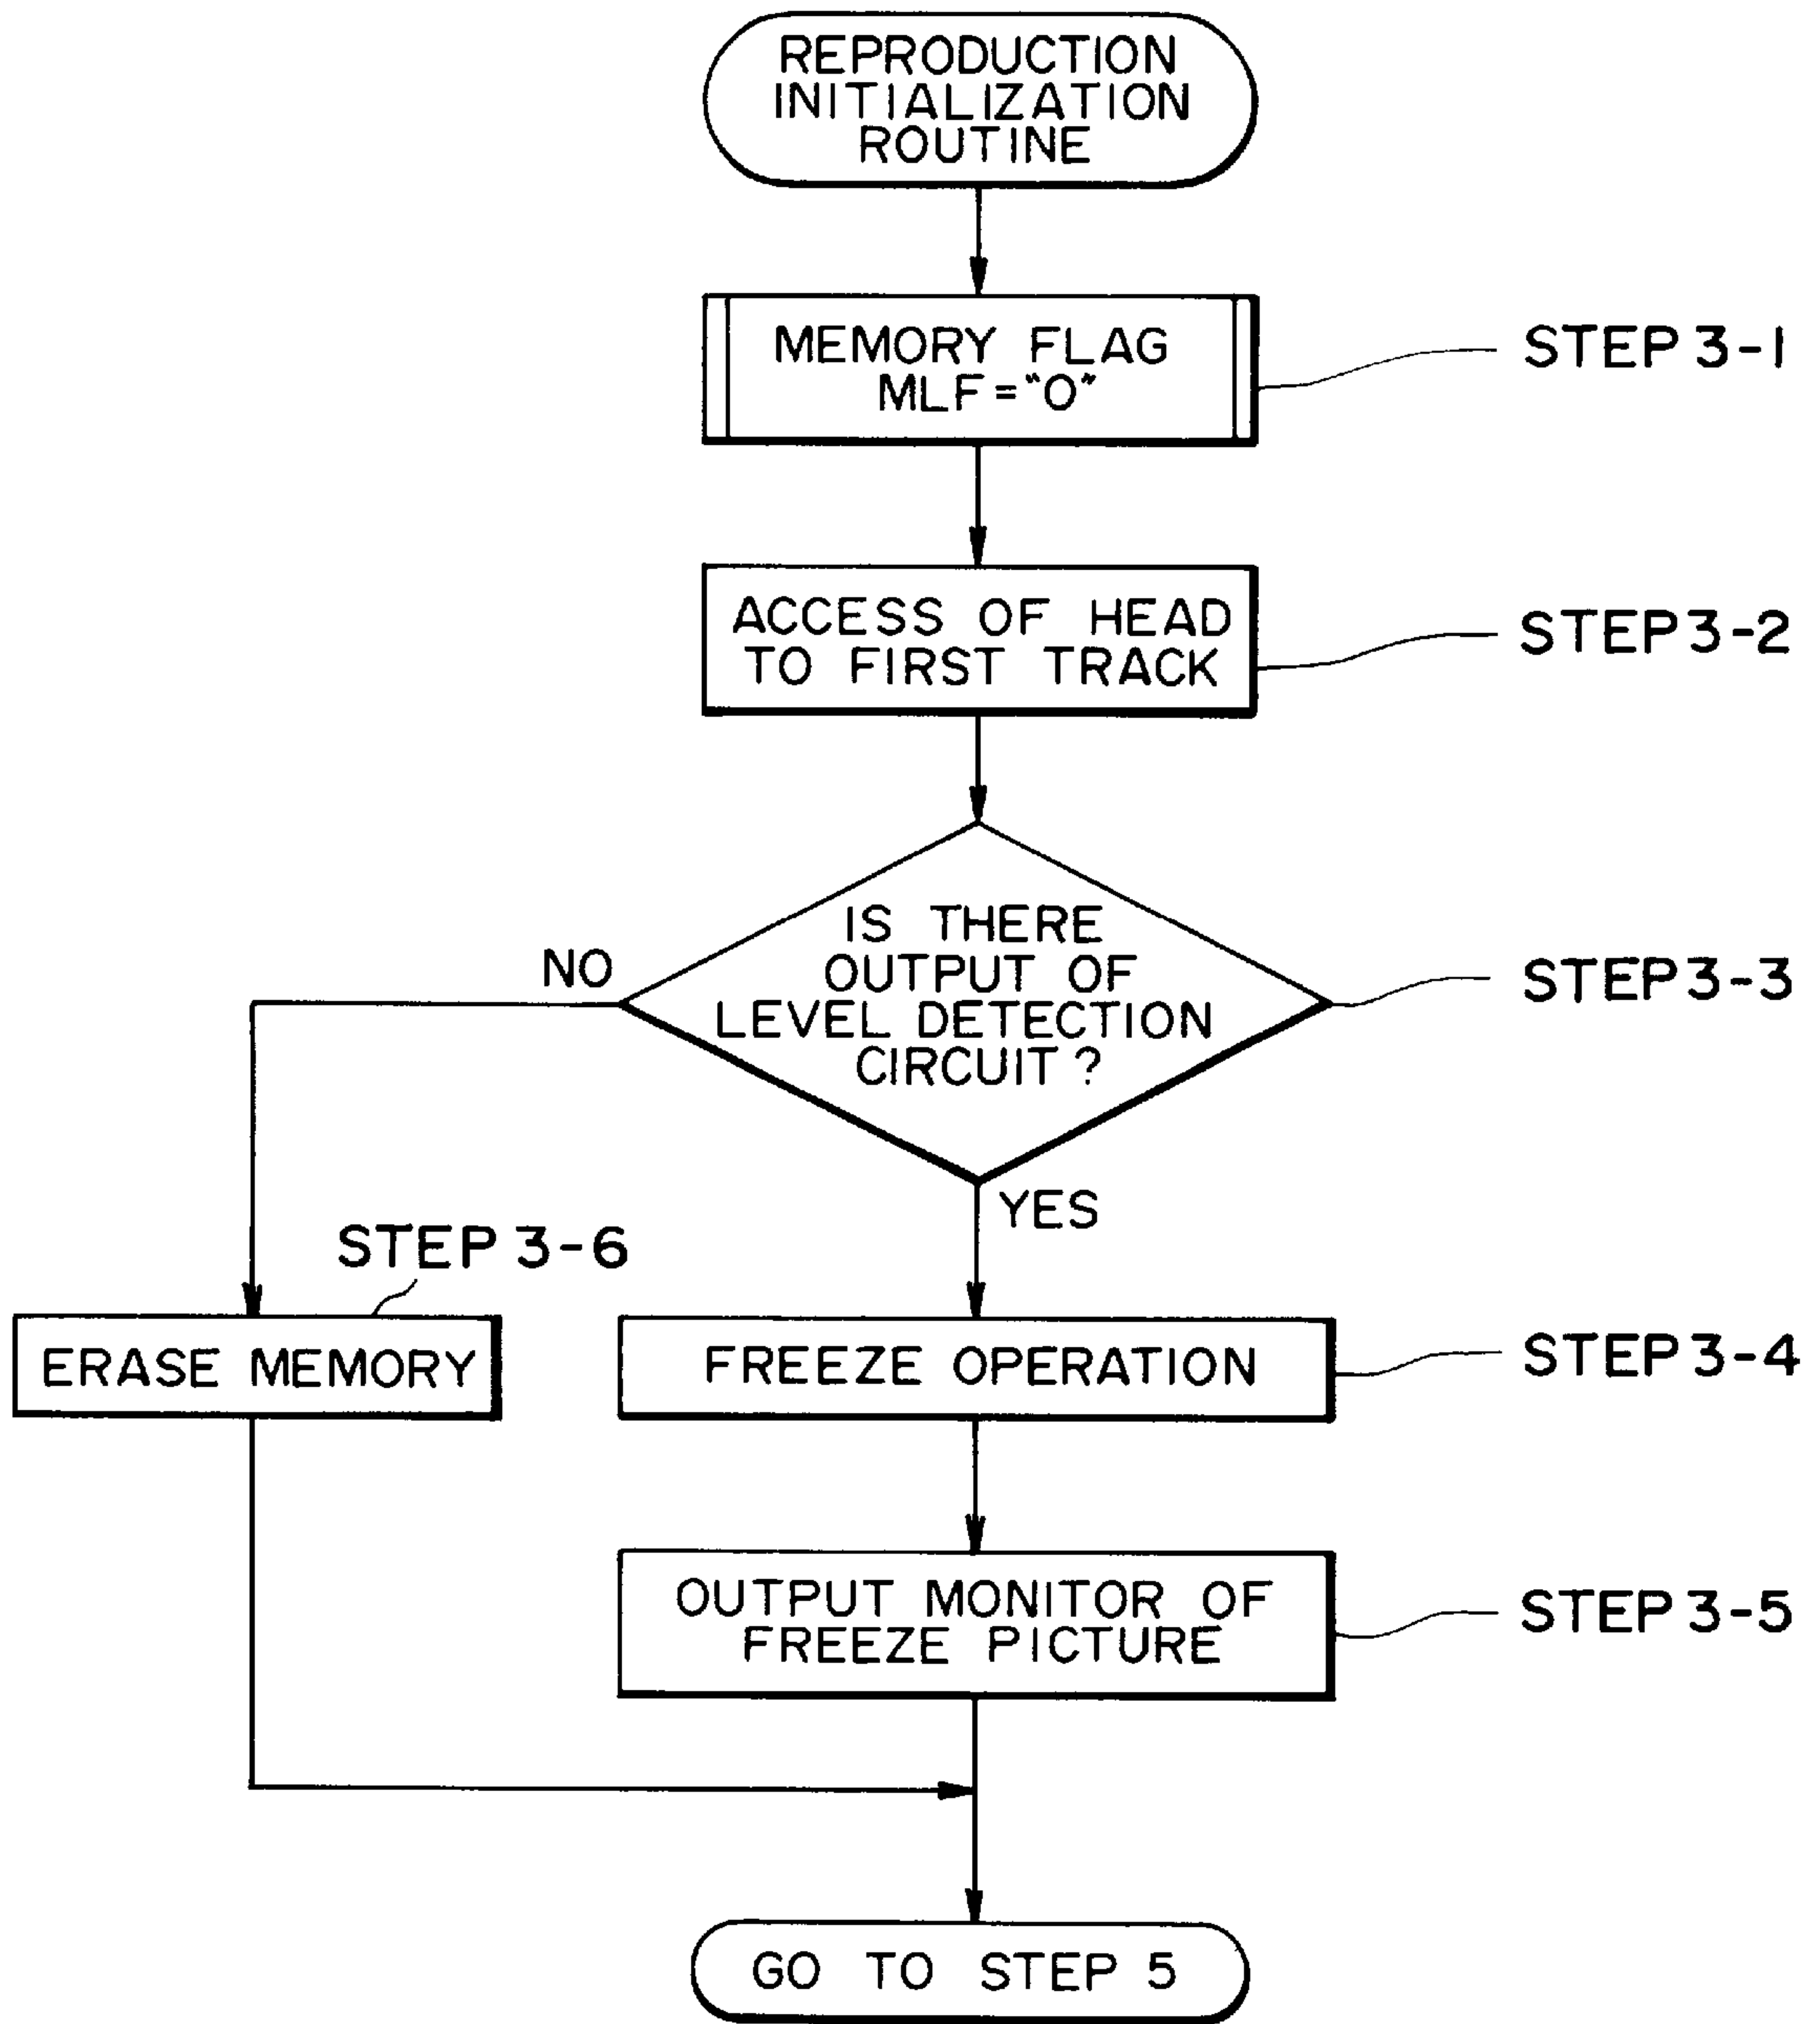 REPRODUCTION
INITIALIZATION
ROUTINE
MEMORY FLAG
MLF = "0"
STEP 3-1
ACCESS OF HEAD
TO FIRST TRACK
STEP 3-2
IS THERE
OUTPUT OF
LEVEL DETECTION
CIRCUIT ?
STEP 3-3
NO
YES
STEP 3-6
ERASE MEMORY
FREEZE OPERATION
STEP 3-4
OUTPUT MONITOR OF
FREEZE PICTURE
STEP 3-5
GO TO STEP 5